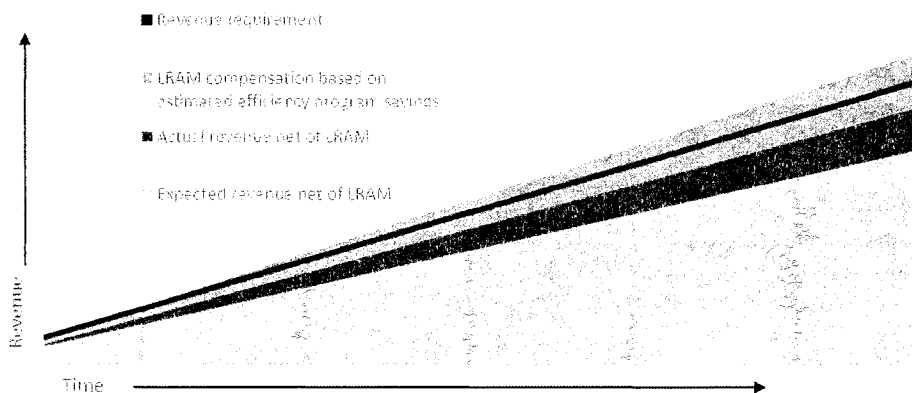 Revenue requirement
LRAM compensation based on
estimated efficiency program savings
Actual revenue net of LRAM
Expected revenue net of LRAM
Revenue
Time